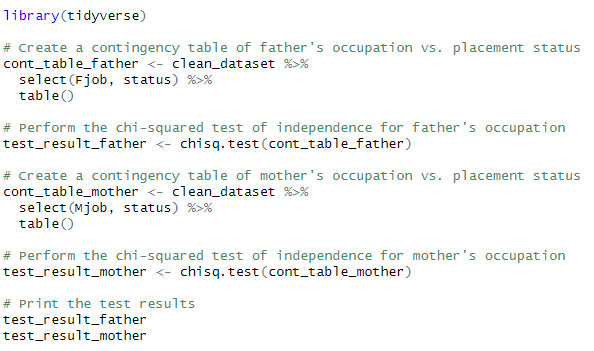 library(tidyverse)
# Create a contingency table of father's occupation vs. placement status
cont_table_father <- clean_dataset %>%
  select(Fjob, status) %>%
  table()
# Perform the chi-squared test of independence for father's occupation
test_result_father <- chisq.test(cont_table_father)
# Create a contingency table of mother's occupation vs. placement status
cont_table_mother <- clean_dataset %>%
  select(Mjob, status) %>%
  table()
# Perform the chi-squared test of independence for mother's occupation
test_result_mother <- chisq.test(cont_table_mother)
# Print the test results
test_result_father
test_result_mother